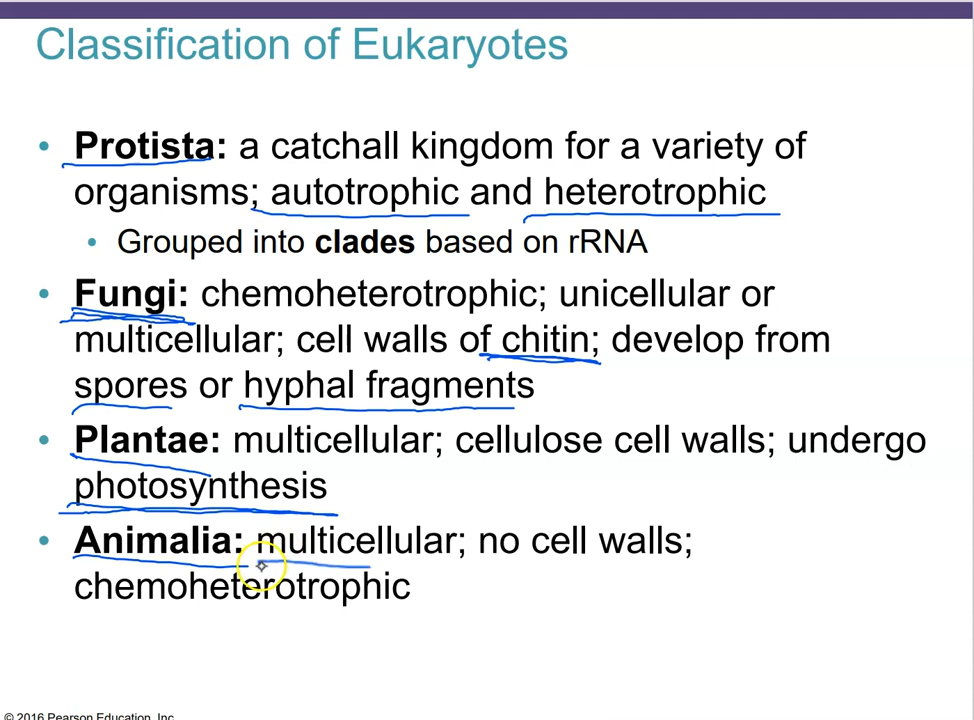 Classification of Eukaryotes
• Protista: a catchall kingdom for a variety of
organisms; autotrophic and heterotrophic
• Grouped into clades based on rRNA
• Fungi: chemoheterotrophic; unicellular or
multicellular; cell walls of chitin; develop from
spores or hyphal fragments
• Plantae: multicellular; cellulose cell walls; undergo
photosynthesis
• Animalia: multicellular; no cell walls;
chemoheterotrophic
© 2016 Pearson Education, Inc.